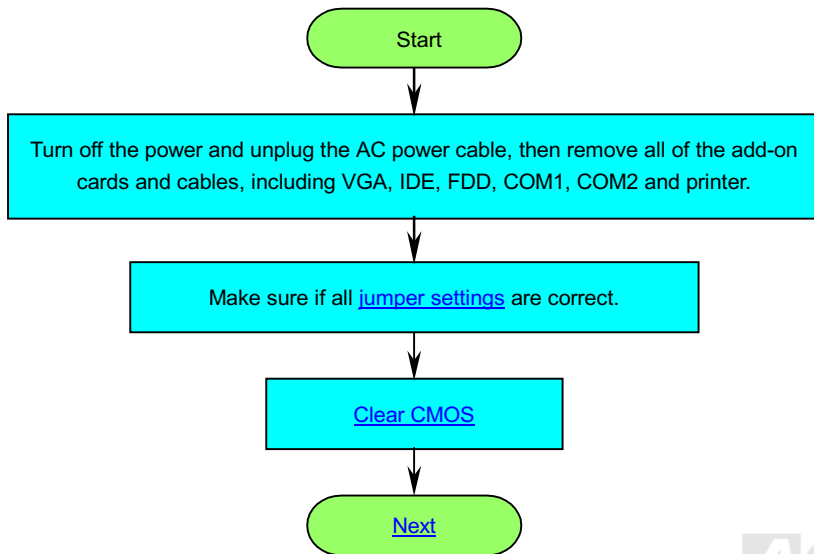 Start
Turn off the power and unplug the AC power cable, then remove all of the add-on
cards and cables, including VGA, IDE, FDD, COM1, COM2 and printer.
Make sure if all jumper settings are correct.
Clear CMOS
Next